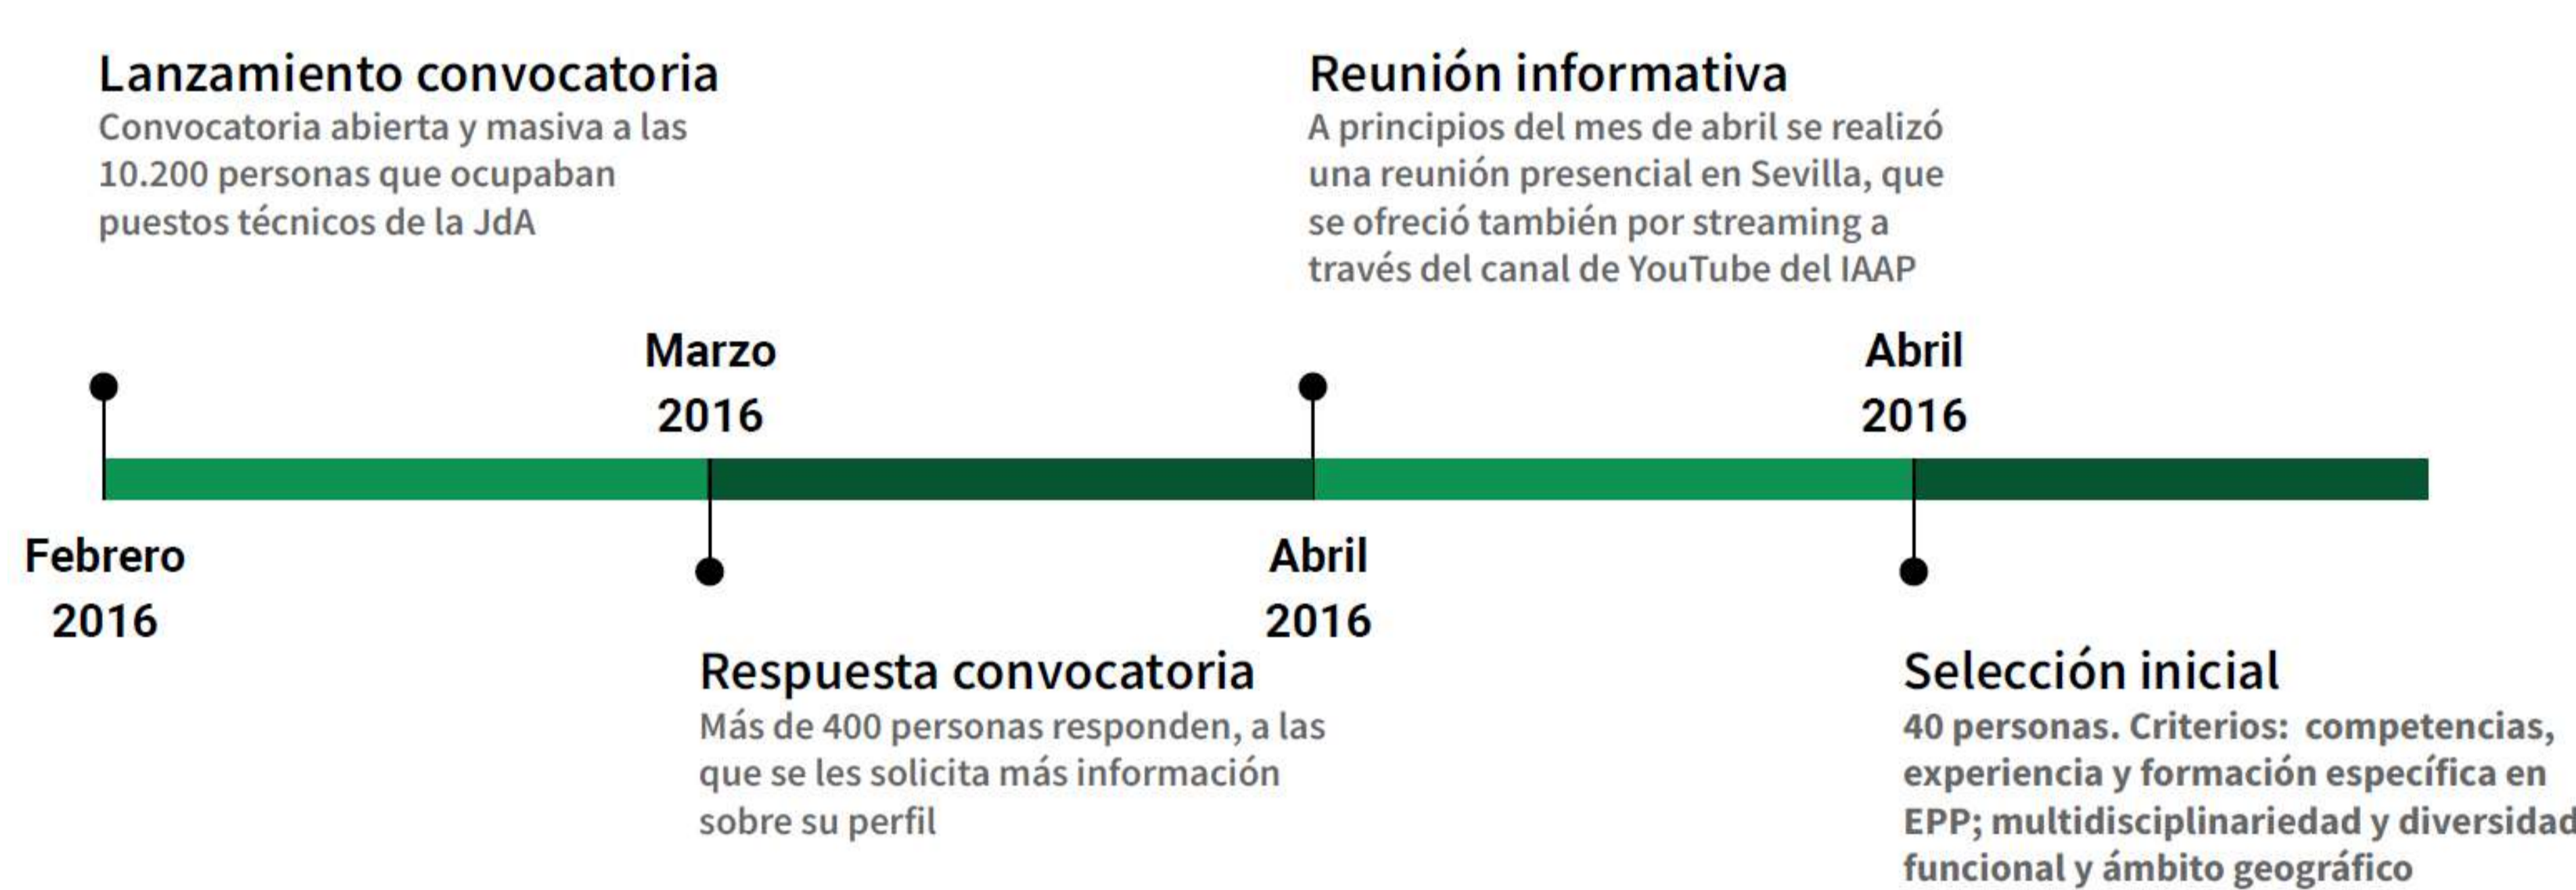 Lanzamiento convocatoria
Convocatoria abierta y masiva a las
10.200 personas que ocupaban
puestos técnicos de la JdA
Febrero
2016
Marzo
2016
Respuesta convocatoria
Más de 400 personas responden, a las
que se les solicita más información
sobre su perfil
Reunión informativa
A principios del mes de abril se realizó
una reunión presencial en Sevilla, que
se ofreció también por streaming a
través del canal de YouTube del IAAP
Abril
2016
Abril
2016
Selección inicial
40 personas. Criterios:  competencias,
experiencia y formación específica en
EPP; multidisciplinariedad y diversidad
funcional y ámbito geográfico